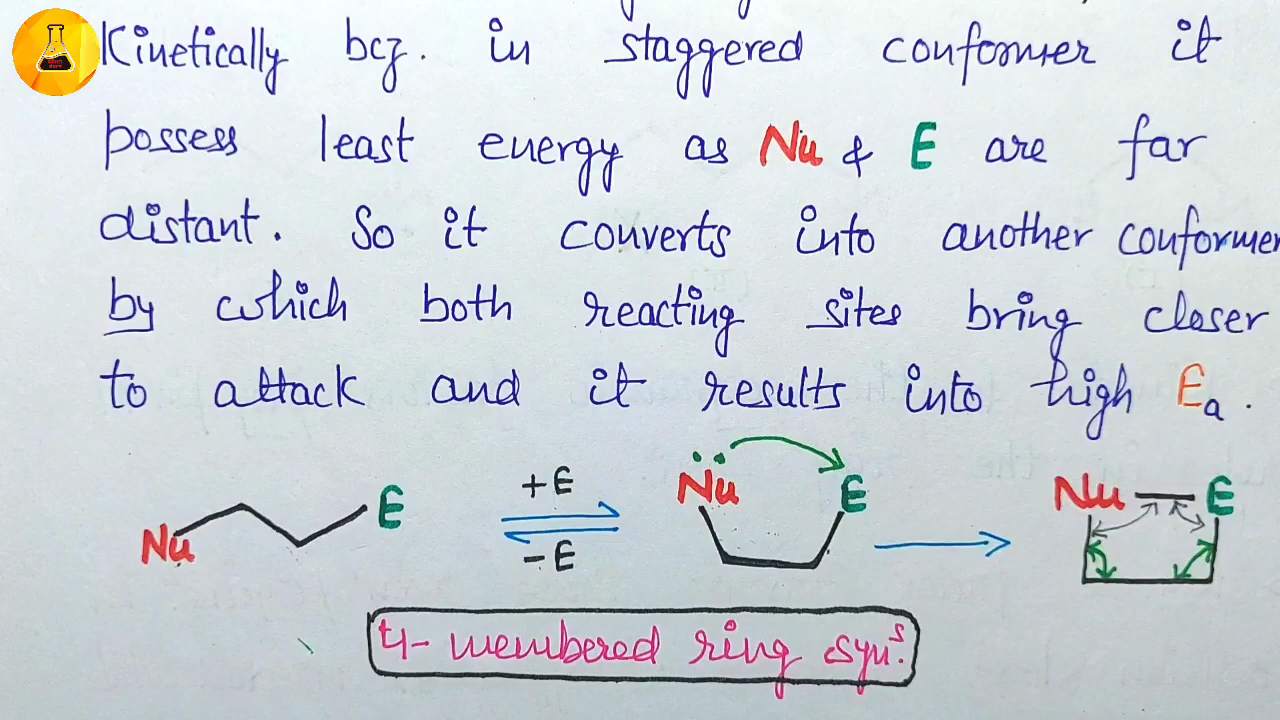 Kinetically bcz. in staggered conformer it
possess least energy as Nu & E are far
distant. So it converts into another conformer
by which both reacting sites bring closer
to attack and it results into high Ea.
Nu E
+E
-E
Nu E
Nu E
4-membered ring synˢ.